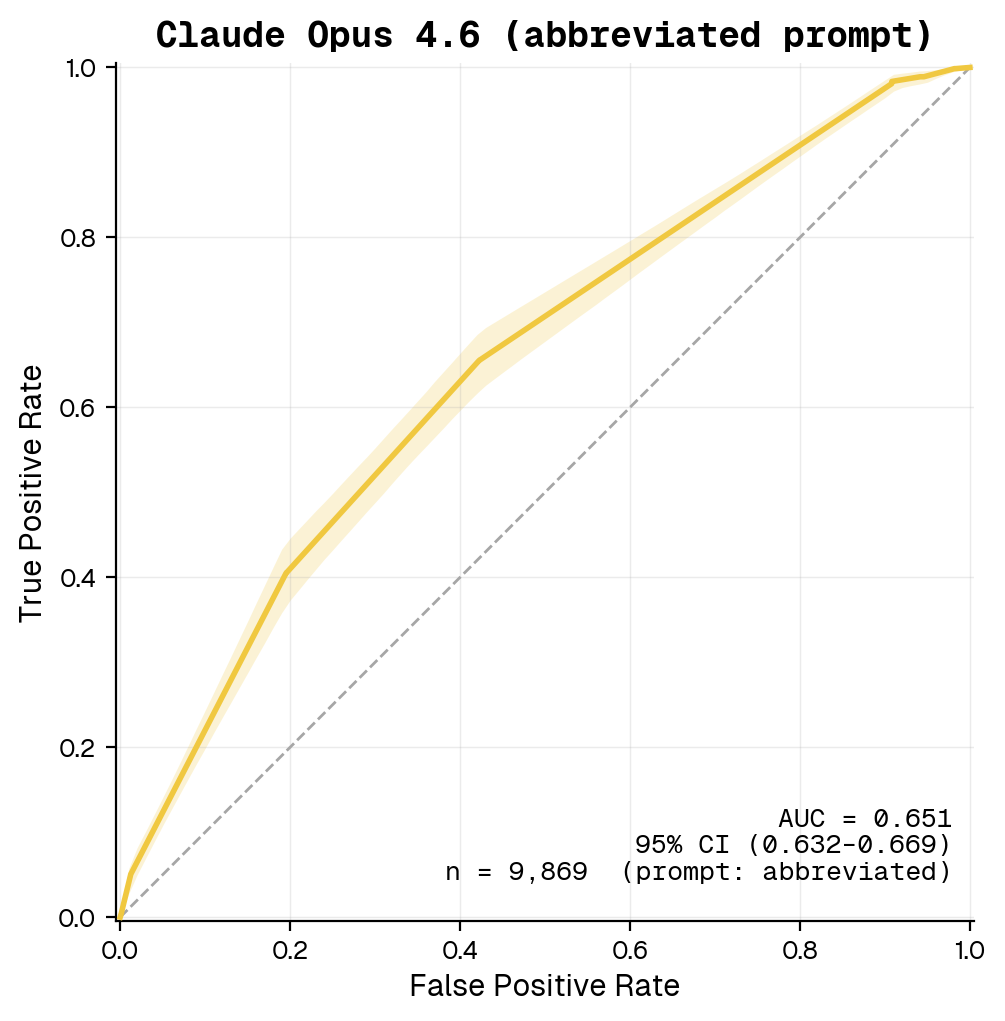 Claude Opus 4.6 (abbreviated prompt)
1.0
0.8
0.6
0.4
0.2
0.0
True Positive Rate
AUC = 0.651
95% CI (0.632–0.669)
n = 9,869 (prompt: abbreviated)
0.0 0.2 0.4 0.6 0.8 1.0
False Positive Rate